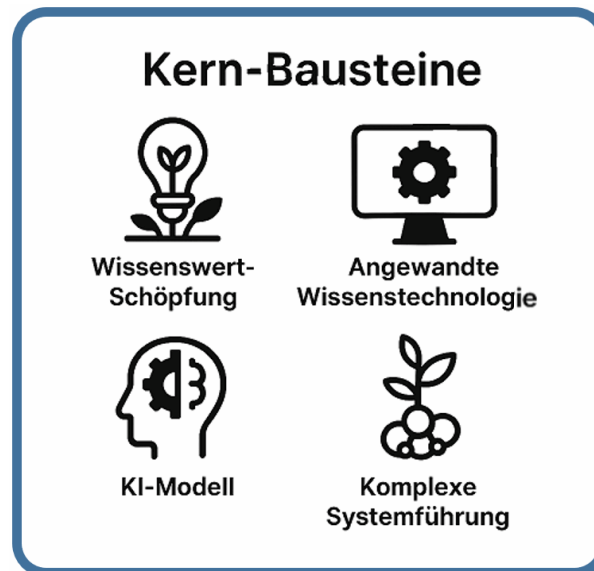 Kern-Bausteine
Wissenswert-
Schöpfung
Angewandte
Wissenstechnologie
KI-Modell
Komplexe
Systemführung